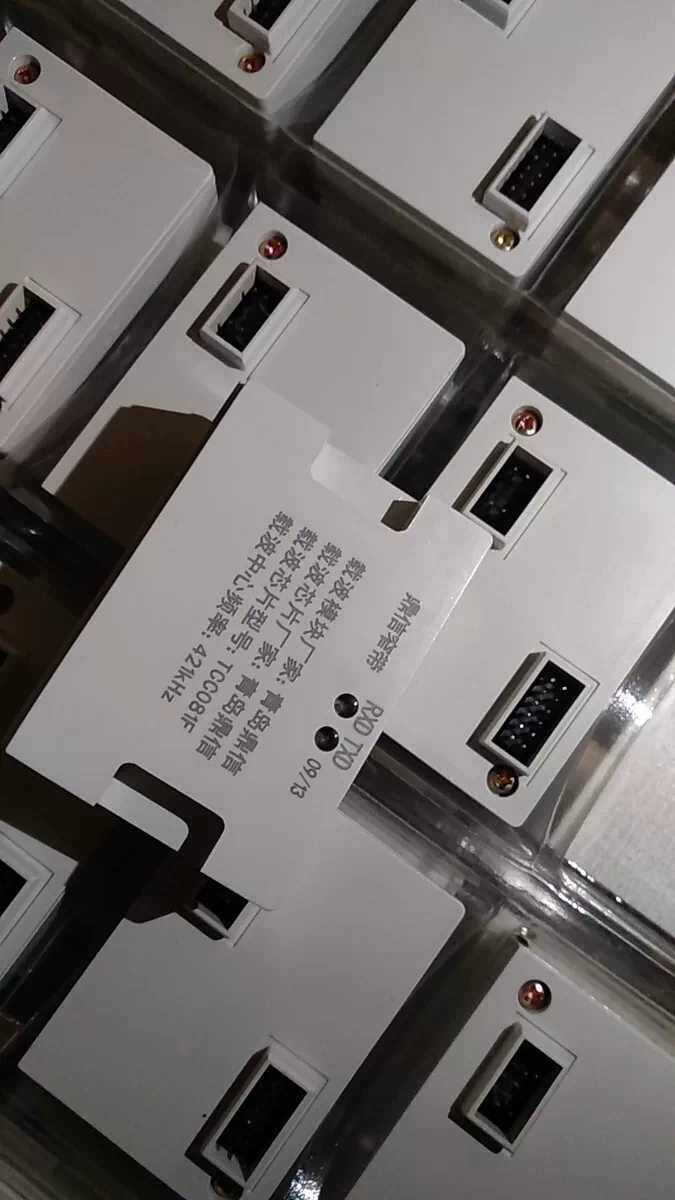 鼎信窄带
载波模块厂家：青岛鼎信
载波芯片厂家：青岛鼎信
载波芯片型号：TCC081F
载波中心频率：421kHz
RXD TXD
09/13